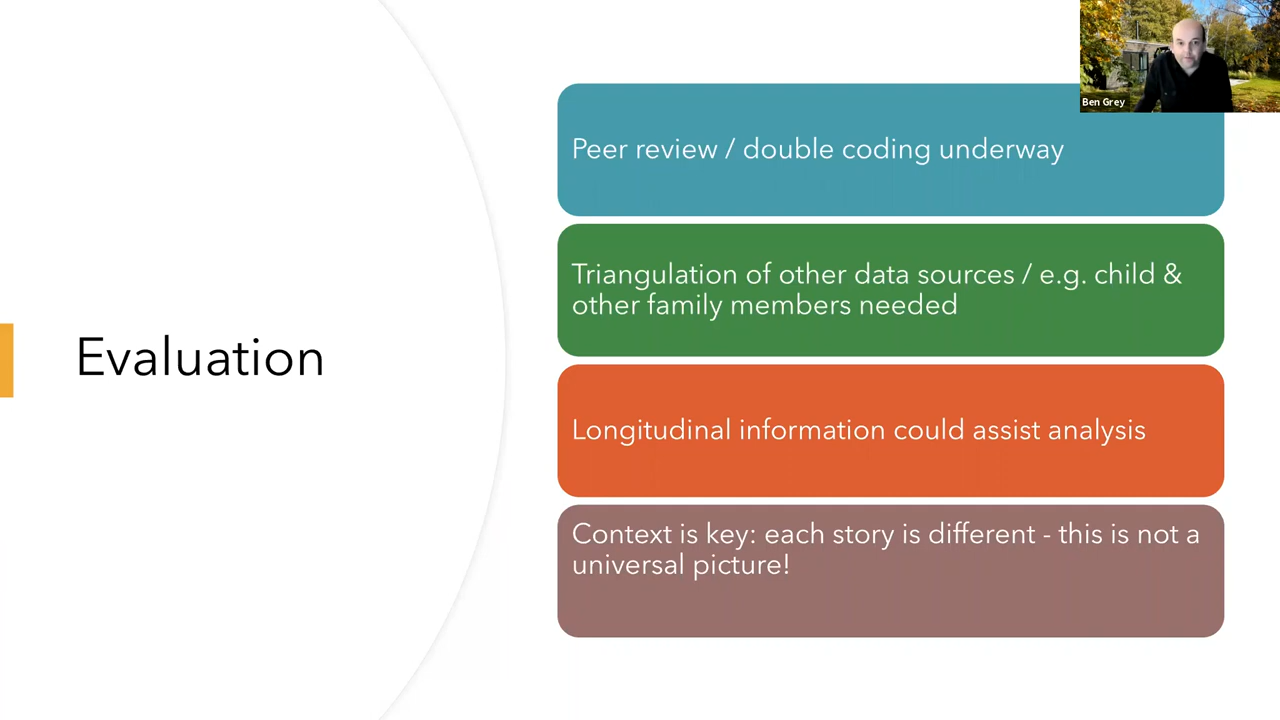 Ben Grey
Evaluation
Peer review / double coding underway
Triangulation of other data sources / e.g. child &
other family members needed
Longitudinal information could assist analysis
Context is key: each story is different - this is not a
universal picture!